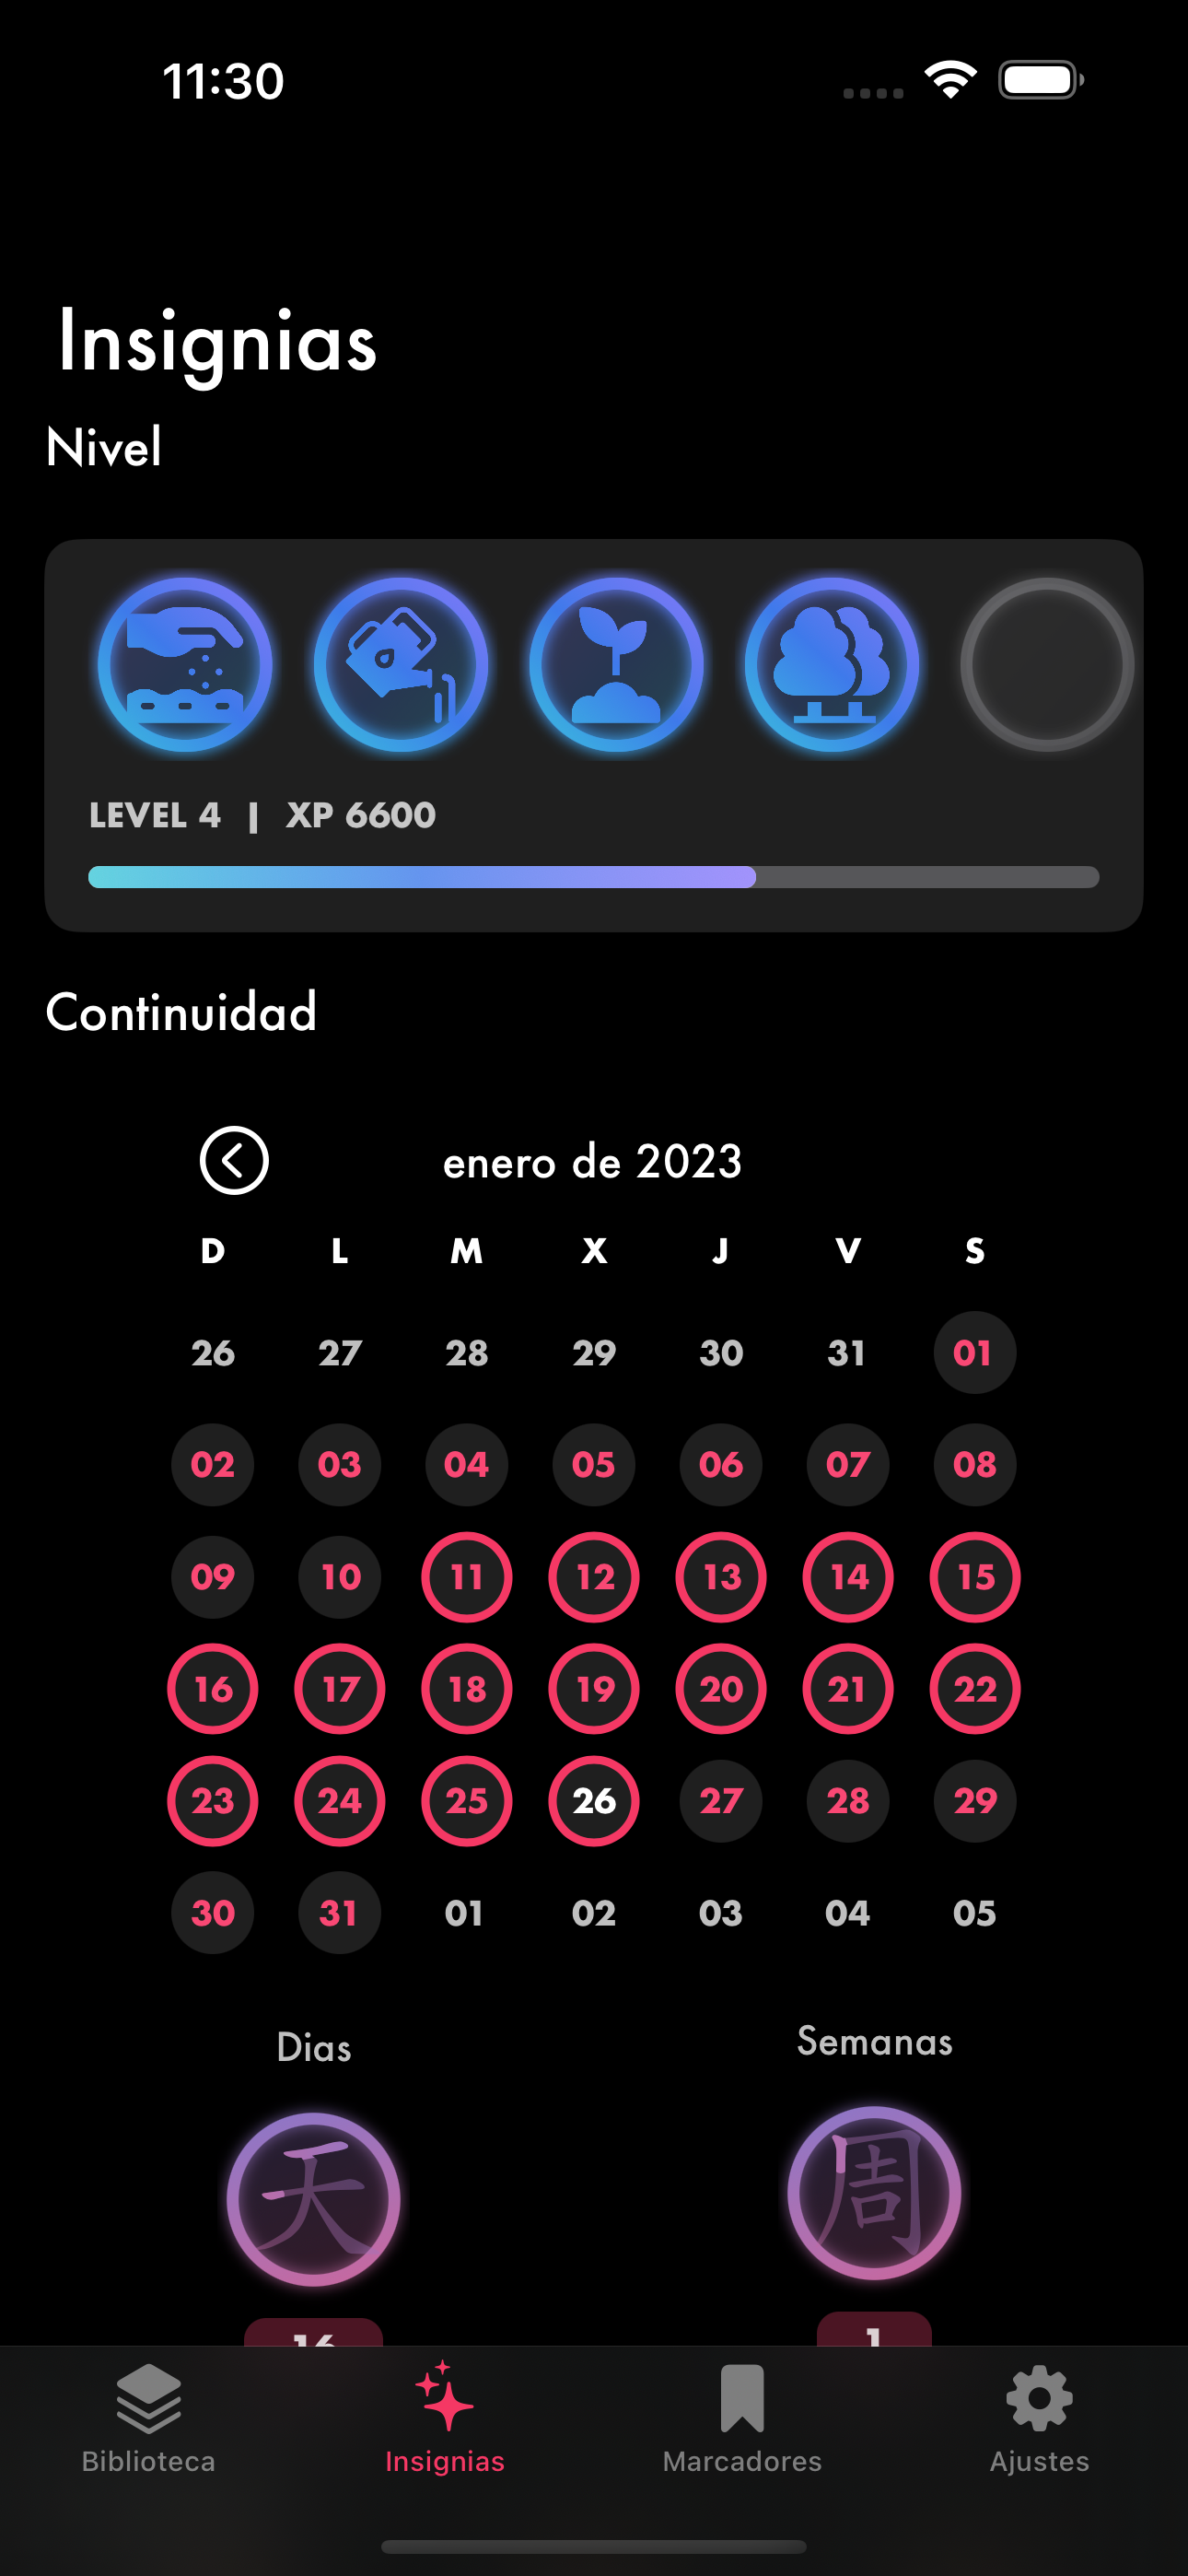 11:30
Insignias
Nivel
LEVEL 4 | XP 6600
Continuidad
enero de 2023
D L M X J V S
26 27 28 29 30 31 01
02 03 04 05 06 07 08
09 10 11 12 13 14 15
16 17 18 19 20 21 22
23 24 25 26 27 28 29
30 31 01 02 03 04 05
Dias Semanas
天 周
16 1
Biblioteca Insignias Marcadores Ajustes